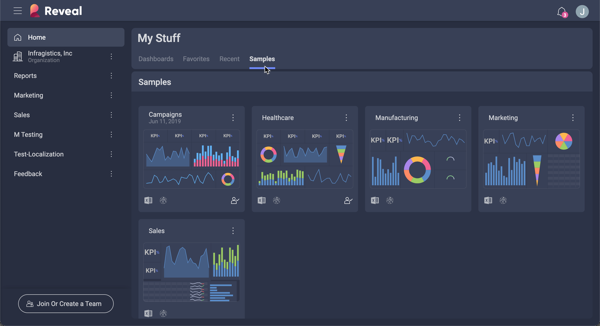 Reveal
3
J
Home
Infragistics, Inc
Organization
Reports
Marketing
Sales
M Testing
Test-Localization
Feedback
Join Or Create a Team
My Stuff
Dashboards Favorites Recent Samples
Samples
Campaigns
Jun 11, 2019
KPI KPI KPI KPI
Healthcare
KPI KPI KPI KPI
Manufacturing
KPI KPI
Marketing
KPI
Sales
KPI
KPI